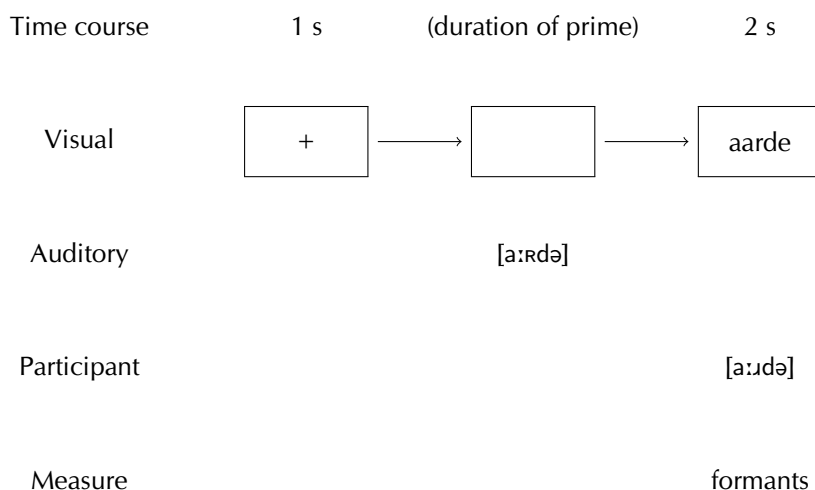 Time course 1 s (duration of prime) 2 s
Visual + aarde
Auditory [aːʀdə]
Participant [aːɹdə]
Measure formants